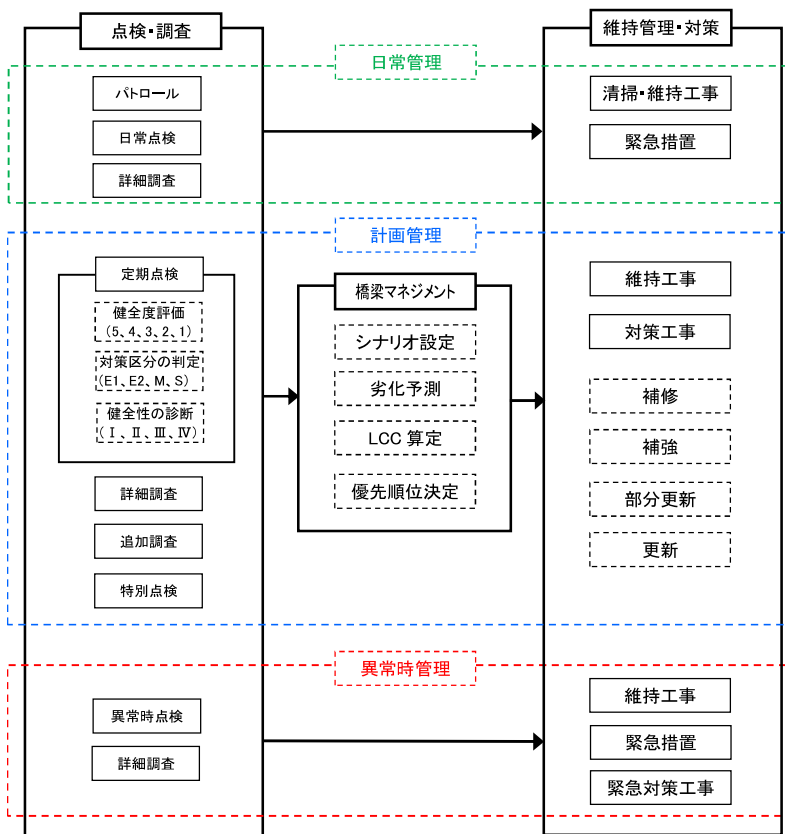 点検・調査
維持管理・対策
日常管理
パトロール
日常点検
詳細調査
清掃・維持工事
緊急措置
計画管理
定期点検
健全度評価
(5、4、3、2、1)
対策区分の判定
(E1、E2、M、S)
健全性の診断
(Ⅰ、Ⅱ、Ⅲ、Ⅳ)
詳細調査
追加調査
特別点検
橋梁マネジメント
シナリオ設定
劣化予測
LCC 算定
優先順位決定
維持工事
対策工事
補修
補強
部分更新
更新
異常時管理
異常時点検
詳細調査
維持工事
緊急措置
緊急対策工事